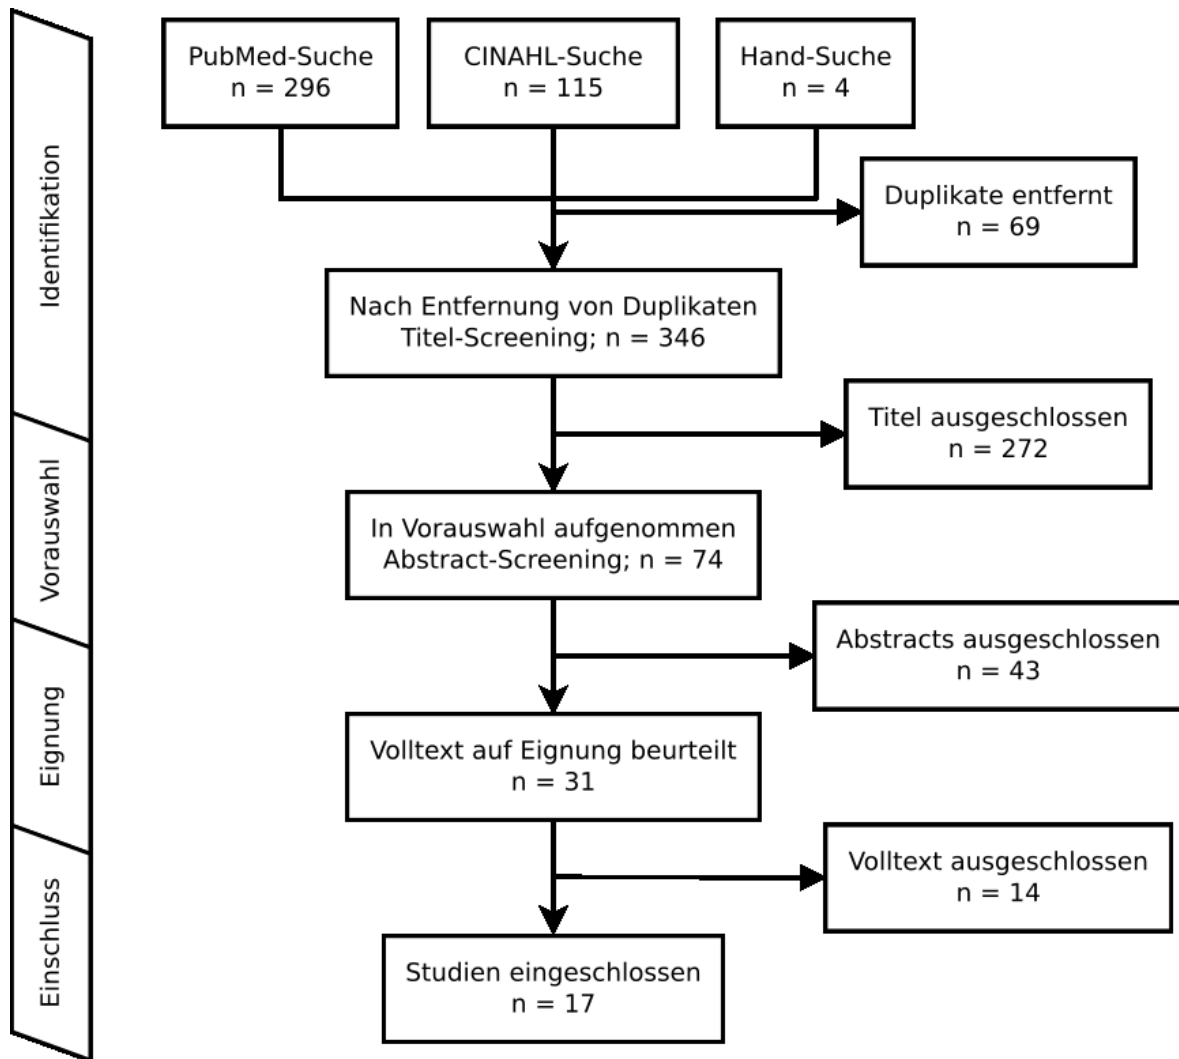 PubMed-Suche
n = 296
CINAHL-Suche
n = 115
Hand-Suche
n = 4
Identifikation
Duplikate entfernt
n = 69
Nach Entfernung von Duplikaten
Titel-Screening; n = 346
Titel ausgeschlossen
n = 272
Vorauswahl
In Vorauswahl aufgenommen
Abstract-Screening; n = 74
Abstracts ausgeschlossen
n = 43
Eignung
Volltext auf Eignung beurteilt
n = 31
Volltext ausgeschlossen
n = 14
Einschluss
Studien eingeschlossen
n = 17